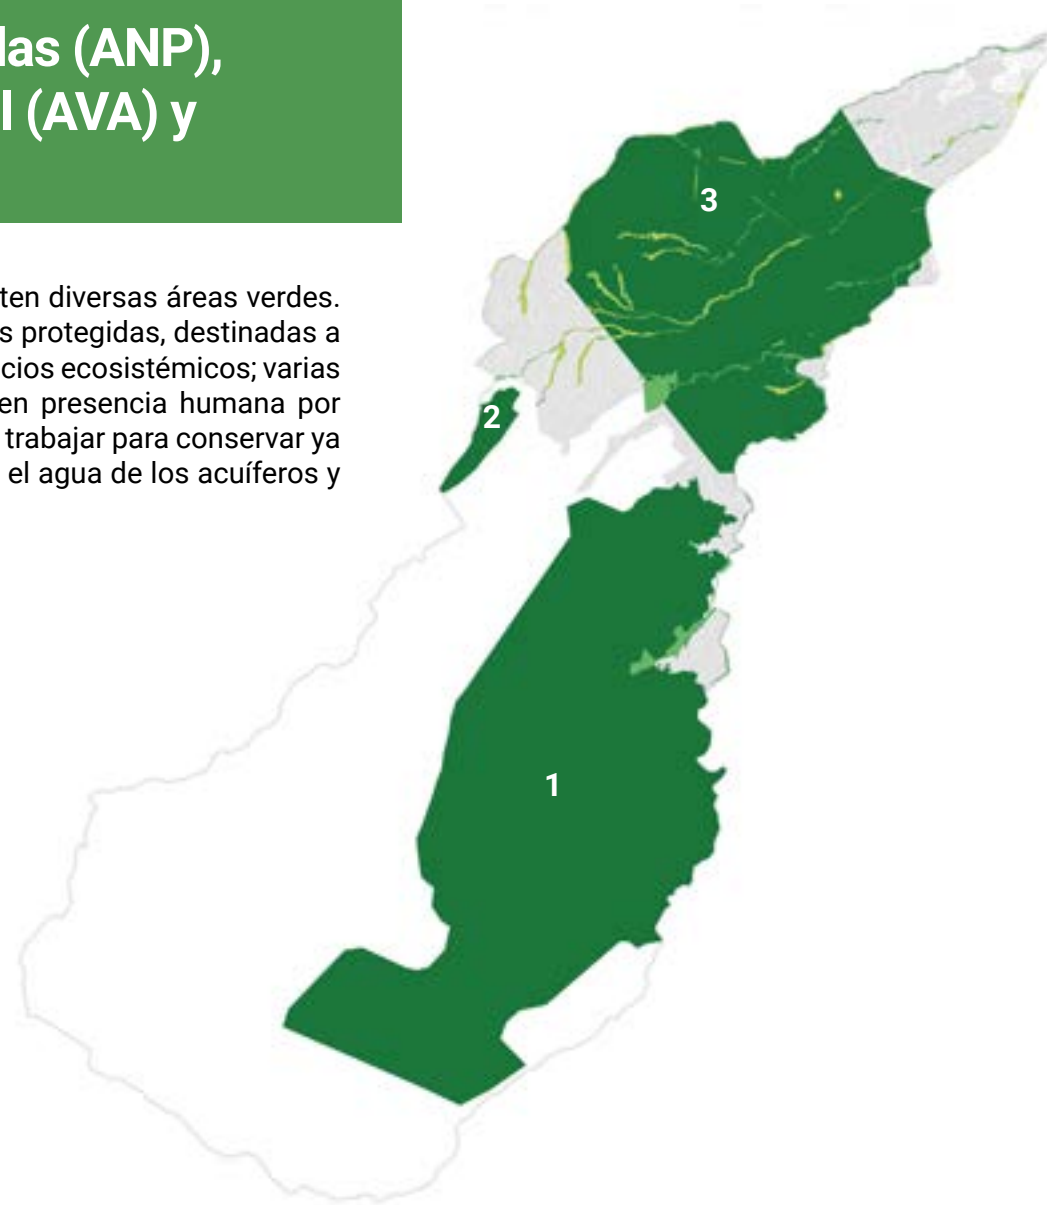 das (ANP),
l (AVA) y
ten diversas áreas verdes.
s protegidas, destinadas a
cios ecosistémicos; varias
en presencia humana por
trabajar para conservar ya
el agua de los acuíferos y
3
2
1